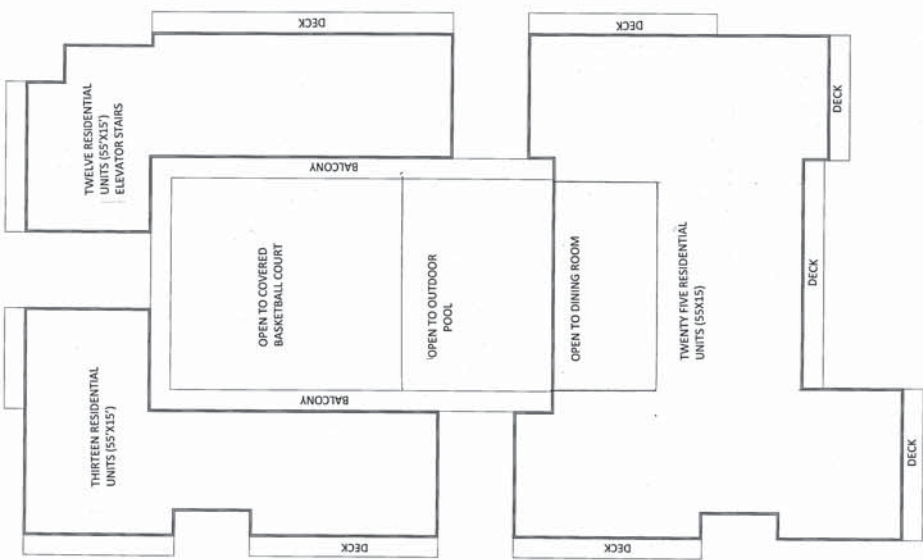 DECK
DECK
TWELVE RESIDENTIAL
UNITS (55'X15')
ELEVATOR STAIRS
DECK
BALCONY
OPEN TO COVERED
BASKETBALL COURT
OPEN TO OUTDOOR
POOL
OPEN TO DINING ROOM
TWENTY FIVE RESIDENTIAL
UNITS (55X15)
DECK
BALCONY
THIRTEEN RESIDENTIAL
UNITS (55'X15')
DECK
DECK
DECK